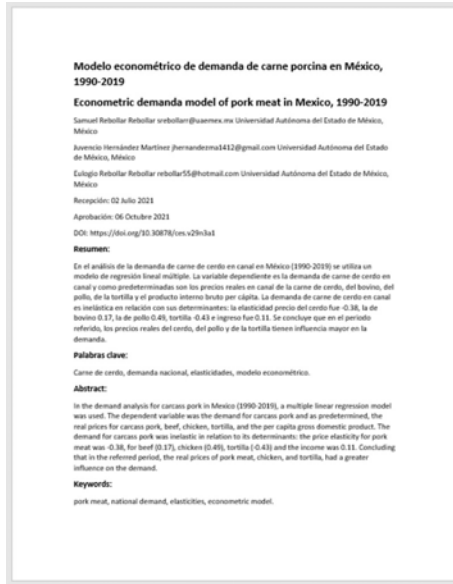 Modelo econométrico de demanda de carne porcina en México,
1990-2019
Econometric demand model of pork meat in Mexico, 1990-2019
Samuel Rebollar Rebollar srebollarr@uaemex.mx Universidad Autónoma del Estado de México,
México
Juvencio Hernández Martínez jhernandezma1412@gmail.com Universidad Autónoma del Estado
de México, México
Eulogio Rebollar Rebollar rebollar55@hotmail.com Universidad Autónoma del Estado de México,
México
Recepción: 02 Julio 2021
Aprobación: 06 Octubre 2021
DOI: https://doi.org/10.30878/ces.v29n3a1
Resumen:
En el análisis de la demanda de carne de cerdo en canal en México (1990-2019) se utiliza un
modelo de regresión lineal múltiple. La variable dependiente es la demanda de carne de cerdo en
canal y como predeterminadas son los precios reales en canal de la carne de cerdo, del bovino, del
pollo, de la tortilla y el producto interno bruto per cápita. La demanda de carne de cerdo en canal
es inelástica en relación con sus determinantes: la elasticidad precio del cerdo fue -0.38, la de
bovino 0.17, la de pollo 0.49, tortilla -0.43 e ingreso fue 0.11. Se concluye que en el periodo
referido, los precios reales del cerdo, del pollo y de la tortilla tienen influencia mayor en la
demanda.
Palabras clave:
Carne de cerdo, demanda nacional, elasticidades, modelo econométrico.
Abstract:
In the demand analysis for carcass pork in Mexico (1990-2019), a multiple linear regression model
was used. The dependent variable was the demand for carcass pork and as predetermined, the
real prices for carcass pork, beef, chicken, tortilla, and the per capita gross domestic product. The
demand for carcass pork was inelastic in relation to its determinants: the price elasticity for pork
meat was -0.38, for beef (0.17), chicken (0.49), tortilla (-0.43) and the income was 0.11. Concluding
that in the referred period, the real prices of pork meat, chicken, and tortilla, had a greater
influence on the demand.
Keywords:
pork meat, national demand, elasticities, econometric model.